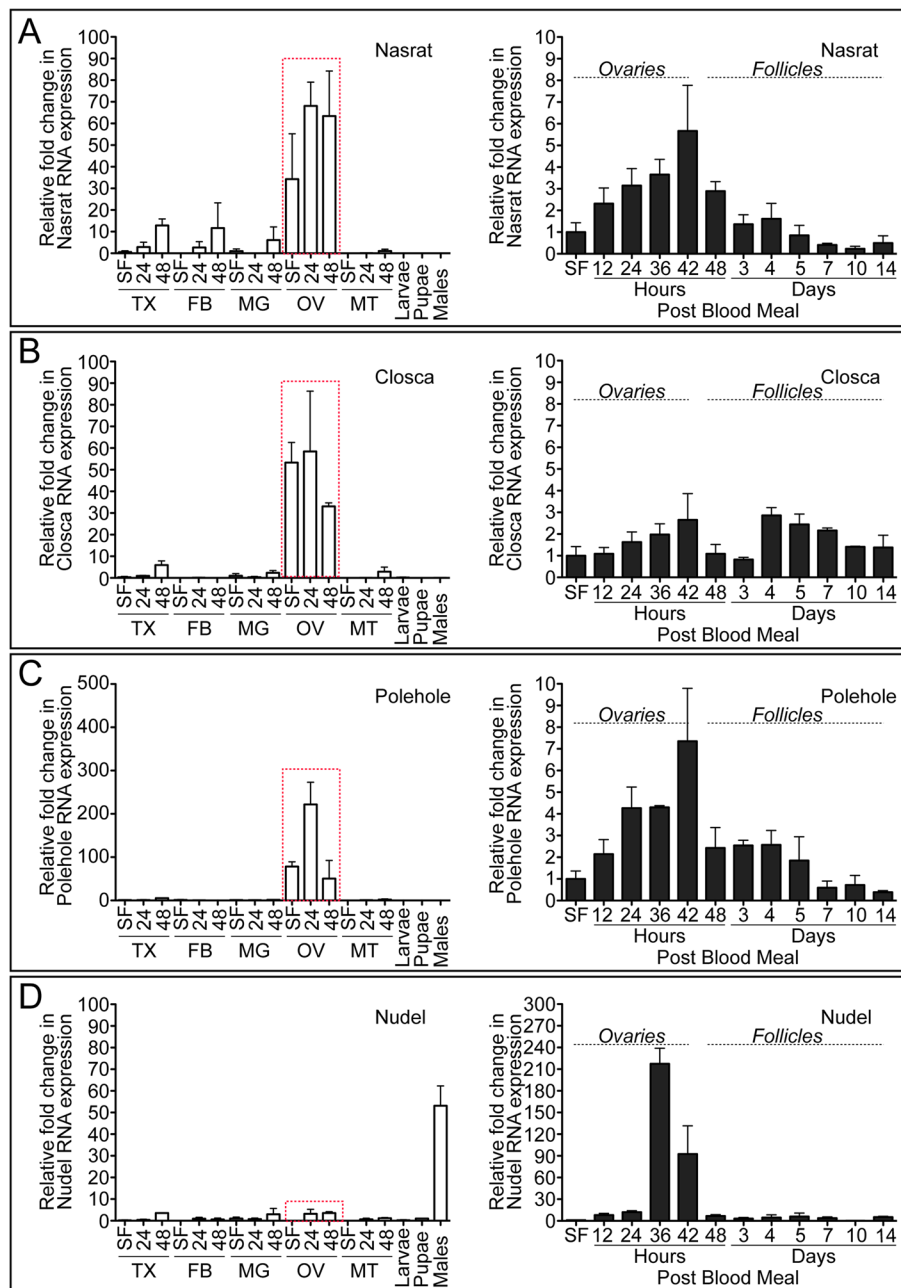 A
Relative fold change in
Nasrat RNA expression
100
90
80
70
60
50
40
30
20
10
0
Nasrat
SF 24 48 SF 24 48 SF 24 48 SF 24 48 SF 24 48 Larvae Pupae Males
TX FB MG OV MT
Relative fold change in
Nasrat RNA expression
10
9
8
7
6
5
4
3
2
1
0
Nasrat
Ovaries Follicles
SF 12 24 36 42 48 3 4 5 7 10 14
Hours Days
Post Blood Meal
B
Relative fold change in
Closca RNA expression
100
90
80
70
60
50
40
30
20
10
0
Closca
SF 24 48 SF 24 48 SF 24 48 SF 24 48 SF 24 48 Larvae Pupae Males
TX FB MG OV MT
Relative fold change in
Closca RNA expression
10
9
8
7
6
5
4
3
2
1
0
Closca
Ovaries Follicles
SF 12 24 36 42 48 3 4 5 7 10 14
Hours Days
Post Blood Meal
C
Relative fold change in
Polehole RNA expression
500
400
300
200
100
0
Polehole
SF 24 48 SF 24 48 SF 24 48 SF 24 48 SF 24 48 Larvae Pupae Males
TX FB MG OV MT
Relative fold change in
Polehole RNA expression
10
9
8
7
6
5
4
3
2
1
0
Polehole
Ovaries Follicles
SF 12 24 36 42 48 3 4 5 7 10 14
Hours Days
Post Blood Meal
D
Relative fold change in
Nudel RNA expression
100
90
80
70
60
50
40
30
20
10
0
Nudel
SF 24 48 SF 24 48 SF 24 48 SF 24 48 SF 24 48 Larvae Pupae Males
TX FB MG OV MT
Relative fold change in
Nudel RNA expression
300
270
240
210
180
150
120
90
60
30
0
Nudel
Ovaries Follicles
SF 12 24 36 42 48 3 4 5 7 10 14
Hours Days
Post Blood Meal